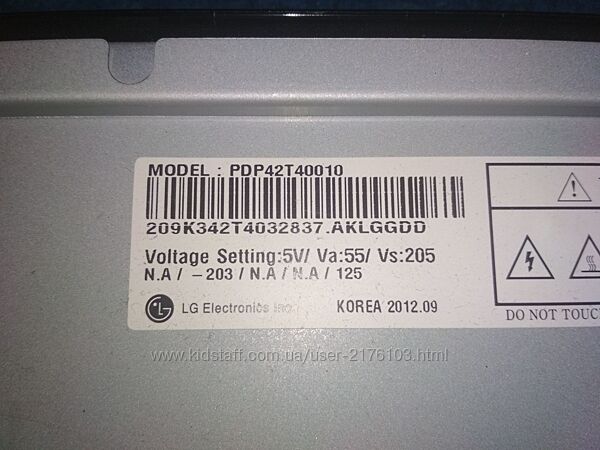 MODEL : PDP42T40010
209K342T4032837.AKLGGDD
Voltage Setting:5V/ Va:55/ Vs:205
N.A / -203 / N.A / N.A / 125
LG Electronics Inc.
KOREA 2012.09
DO NOT TOUC
www.kidstaff.com.ua/user-2176103.html